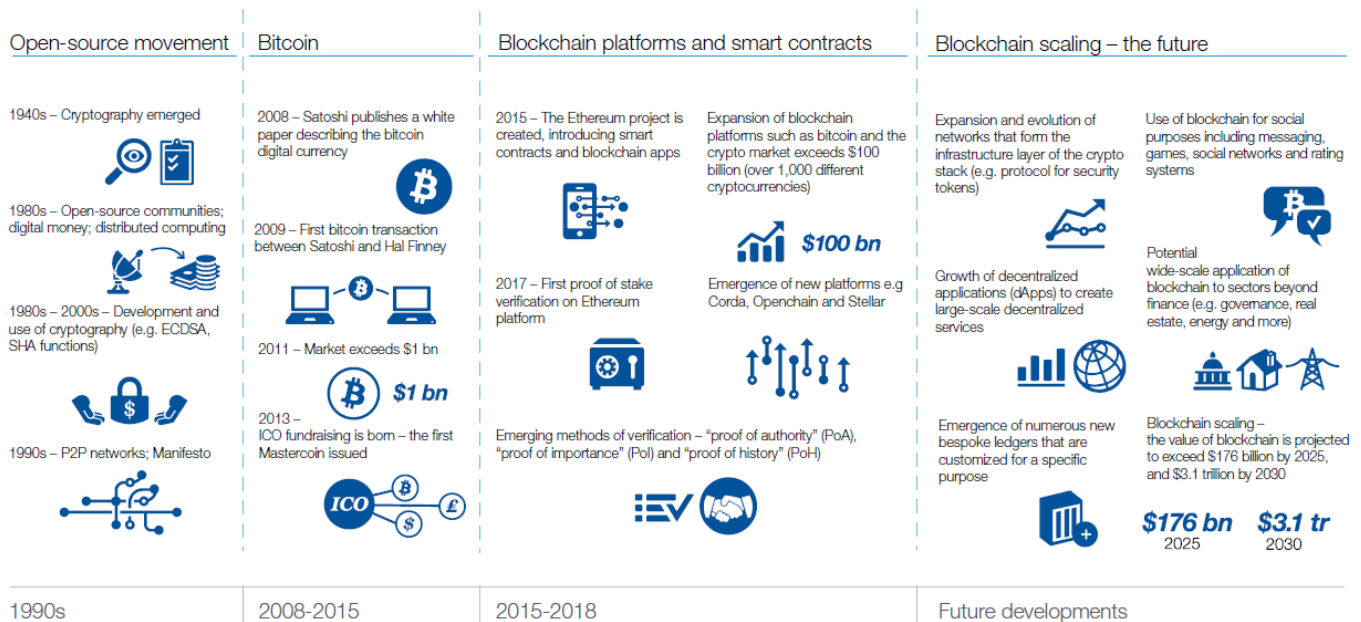 Open-source movement
1940s – Cryptography emerged
1980s – Open-source communities;
digital money; distributed computing
1980s – 2000s – Development and
use of cryptography (e.g. ECDSA,
SHA functions)
$
1990s – P2P networks; Manifesto
1990s
Bitcoin
2008 – Satoshi publishes a white
paper describing the bitcoin
digital currency
2009 – First bitcoin transaction
between Satoshi and Hal Finney
2011 – Market exceeds $1 bn
$1 bn
2013 –
ICO fundraising is born – the first
Mastercoin issued
ICO
£
$
2008-2015
Blockchain platforms and smart contracts
2015 – The Ethereum project is
created, introducing smart
contracts and blockchain apps
2017 – First proof of stake
verification on Ethereum
platform
Expansion of blockchain
platforms such as bitcoin and the
crypto market exceeds $100
billion (over 1,000 different
cryptocurrencies)
$100 bn
Emergence of new platforms e.g
Corda, Openchain and Stellar
Emerging methods of verification – “proof of authority” (PoA),
“proof of importance” (PoI) and “proof of history” (PoH)
2015-2018
Blockchain scaling – the future
Expansion and evolution of
networks that form the
infrastructure layer of the crypto
stack (e.g. protocol for security
tokens)
Growth of decentralized
applications (dApps) to create
large-scale decentralized
services
Emergence of numerous new
bespoke ledgers that are
customized for a specific
purpose
Use of blockchain for social
purposes including messaging,
games, social networks and rating
systems
Potential
wide-scale application of
blockchain to sectors beyond
finance (e.g. governance, real
estate, energy and more)
Blockchain scaling –
the value of blockchain is projected
to exceed $176 billion by 2025,
and $3.1 trillion by 2030
$176 bn
2025
$3.1 tr
2030
Future developments